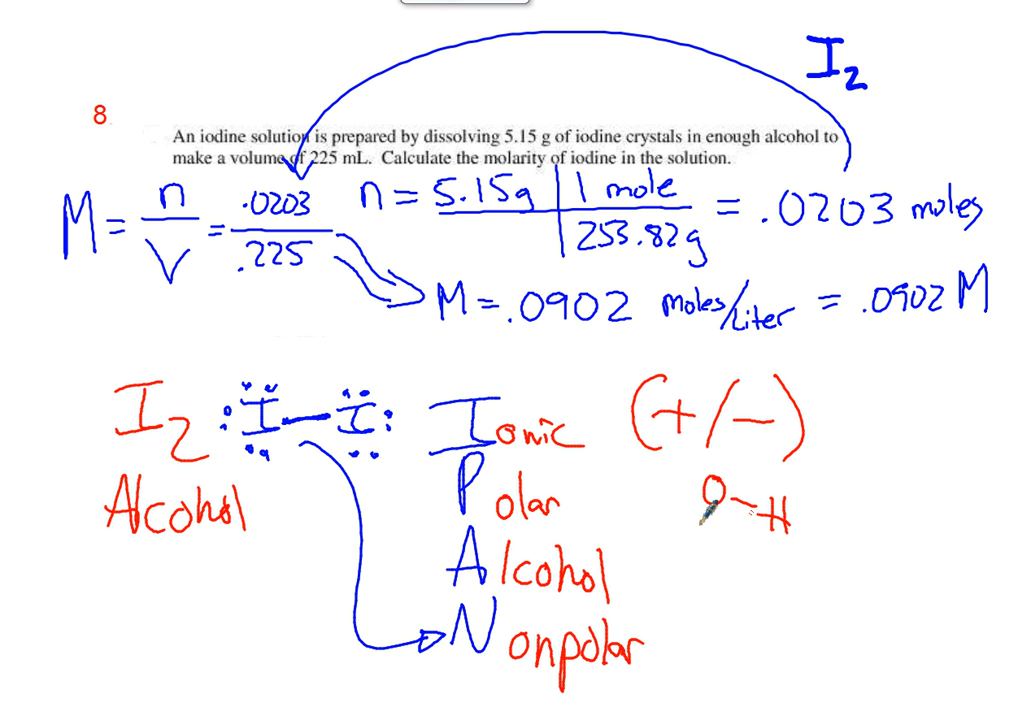 I2
8
An iodine solution is prepared by dissolving 5.15 g of iodine crystals in enough alcohol to
make a volume of 225 mL. Calculate the molarity of iodine in the solution.
M = n/V = .0203/.225
n = 5.15g | 1 mole / 253.82g = .0203 moles
M = .0902 moles/Liter = .0902 M
I2 :I—I: Ionic (+/-)
Alcohol Polar O-H
Alcohol
Nonpolar